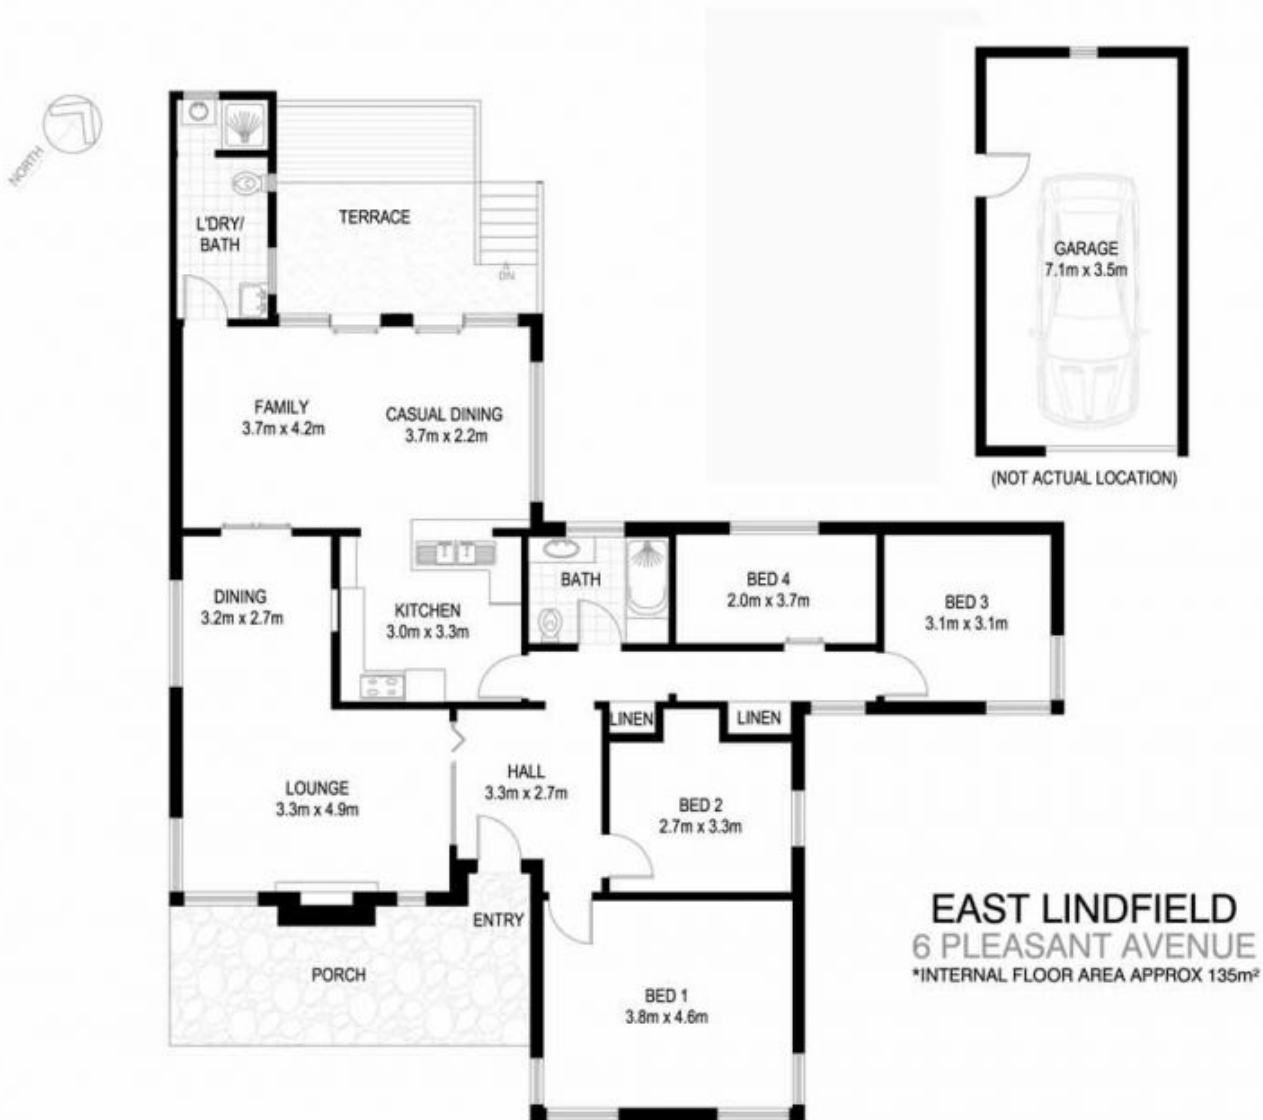 NORTH
L'DRY/
BATH
TERRACE
DN
GARAGE
7.1m x 3.5m
(NOT ACTUAL LOCATION)
FAMILY
3.7m x 4.2m
CASUAL DINING
3.7m x 2.2m
DINING
3.2m x 2.7m
KITCHEN
3.0m x 3.3m
BATH
BED 4
2.0m x 3.7m
BED 3
3.1m x 3.1m
LINEN
LINEN
LOUNGE
3.3m x 4.9m
HALL
3.3m x 2.7m
BED 2
2.7m x 3.3m
ENTRY
PORCH
BED 1
3.8m x 4.6m
EAST LINDFIELD
6 PLEASANT AVENUE
*INTERNAL FLOOR AREA APPROX 135m²